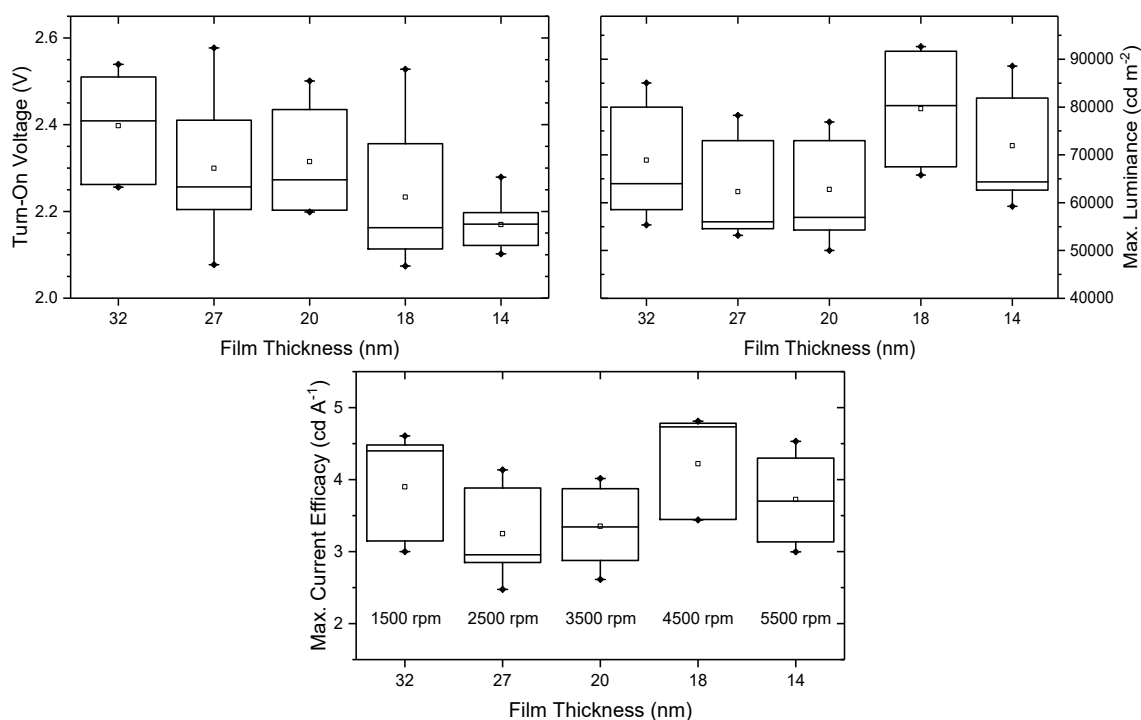 Turn-On Voltage (V)
2.6
2.4
2.2
2.0
32 27 20 18 14
Film Thickness (nm)
Max. Luminance (cd m⁻²)
90000
80000
70000
60000
50000
40000
32 27 20 18 14
Film Thickness (nm)
Max. Current Efficacy (cd A⁻¹)
5
4
3
2
1500 rpm 2500 rpm 3500 rpm 4500 rpm 5500 rpm
32 27 20 18 14
Film Thickness (nm)